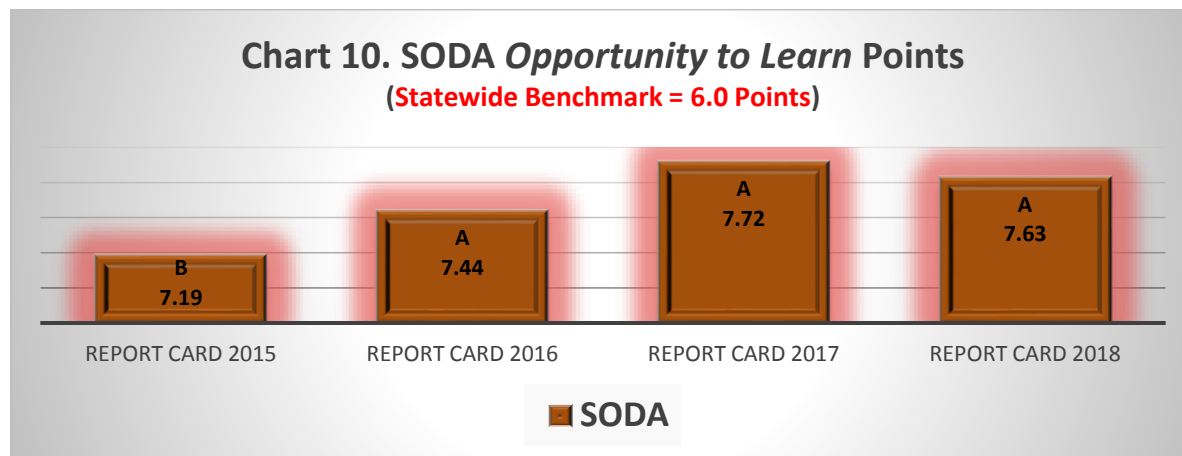 Chart 10. SODA Opportunity to Learn Points
(Statewide Benchmark = 6.0 Points)
B
7.19
A
7.44
A
7.72
A
7.63
REPORT CARD 2015
REPORT CARD 2016
REPORT CARD 2017
REPORT CARD 2018
SODA